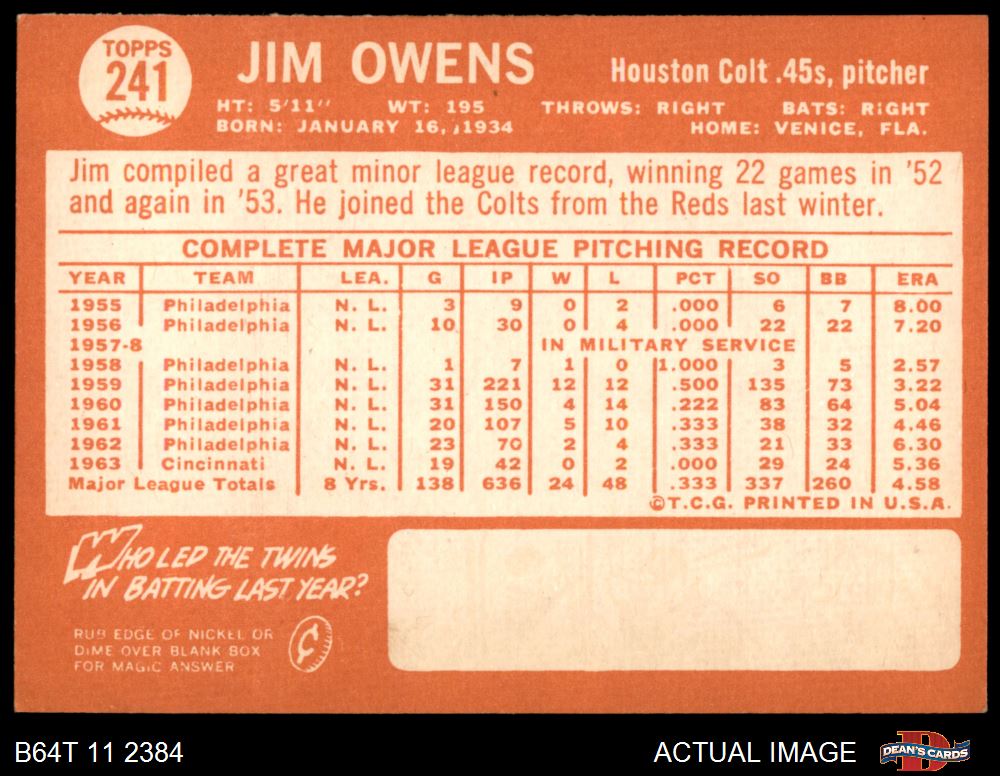 TOPPS
241
JIM OWENS
Houston Colt .45s, pitcher
HT: 5'11" WT: 195 THROWS: RIGHT BATS: RIGHT
BORN: JANUARY 16, 1934 HOME: VENICE, FLA.
Jim compiled a great minor league record, winning 22 games in '52
and again in '53. He joined the Colts from the Reds last winter.
COMPLETE MAJOR LEAGUE PITCHING RECORD
YEAR TEAM LEA. G IP W L PCT SO BB ERA
1955 Philadelphia N. L. 3 9 0 2 .000 6 7 8.00
1956 Philadelphia N. L. 10 30 0 4 .000 22 22 7.20
1957-8 IN MILITARY SERVICE
1958 Philadelphia N. L. 1 7 1 0 1.000 3 5 2.57
1959 Philadelphia N. L. 31 221 12 12 .500 135 73 3.22
1960 Philadelphia N. L. 31 150 4 14 .222 83 64 5.04
1961 Philadelphia N. L. 20 107 5 10 .333 38 32 4.46
1962 Philadelphia N. L. 23 70 2 4 .333 21 33 6.30
1963 Cincinnati N. L. 19 42 0 2 .000 29 24 5.36
Major League Totals 8 Yrs. 138 636 24 48 .333 337 260 4.58
©T.C.G. PRINTED IN U.S.A.
WHO LED THE TWINS
IN BATTING LAST YEAR?
RUB EDGE OF NICKEL OR
DIME OVER BLANK BOX
FOR MAGIC ANSWER
¢
B64T 11 2384
ACTUAL IMAGE
D
DEAN'S CARDS